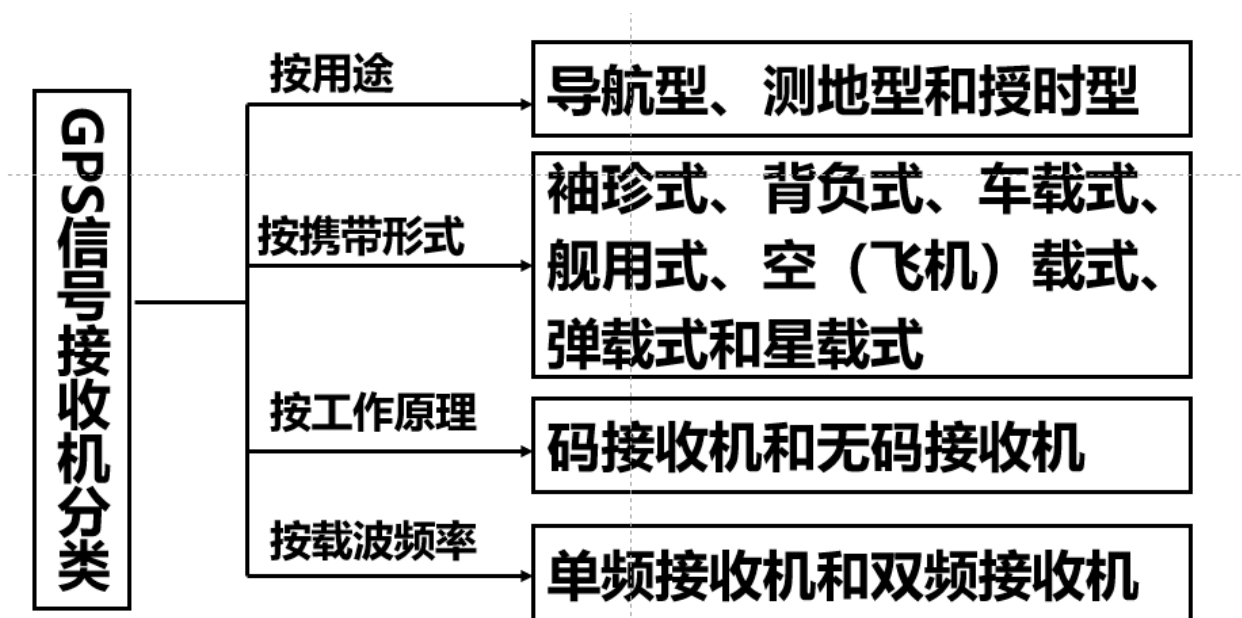 GPS信号接收机分类
按用途
导航型、测地型和授时型
按携带形式
袖珍式、背负式、车载式、
舰用式、空（飞机）载式、
弹载式和星载式
按工作原理
码接收机和无码接收机
按载波频率
单频接收机和双频接收机